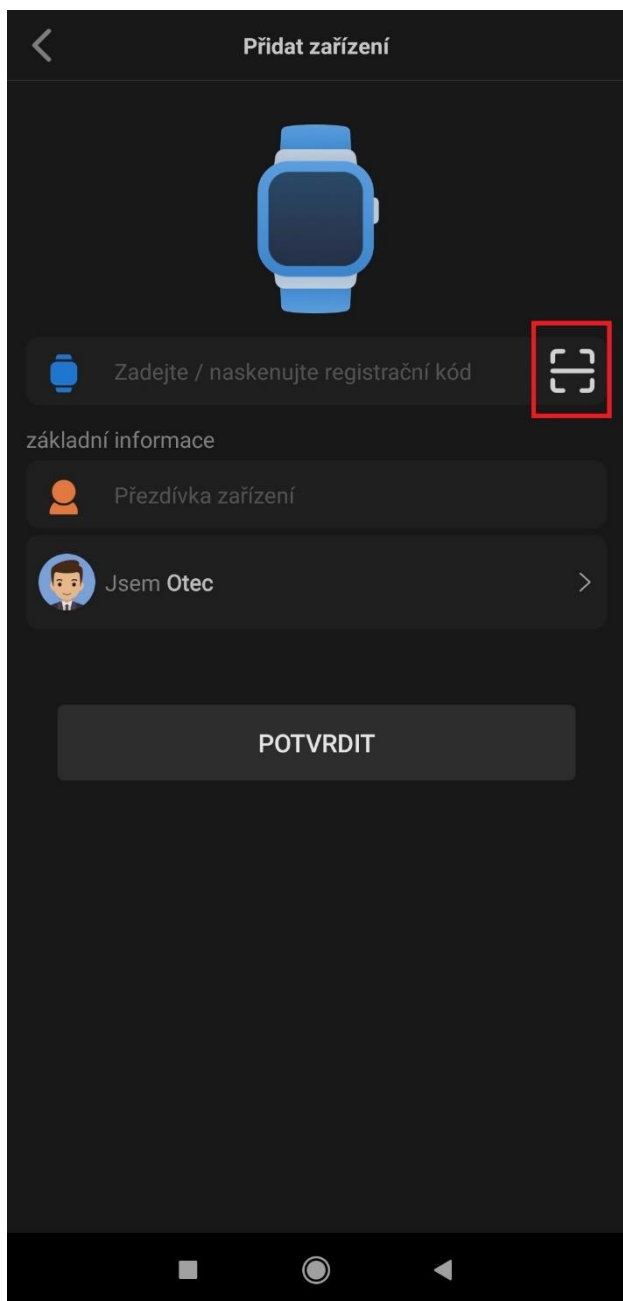 Přidat zařízení
Zadejte / naskenujte registrační kód
základní informace
Přezdívka zařízení
Jsem Otec
POTVRDIT